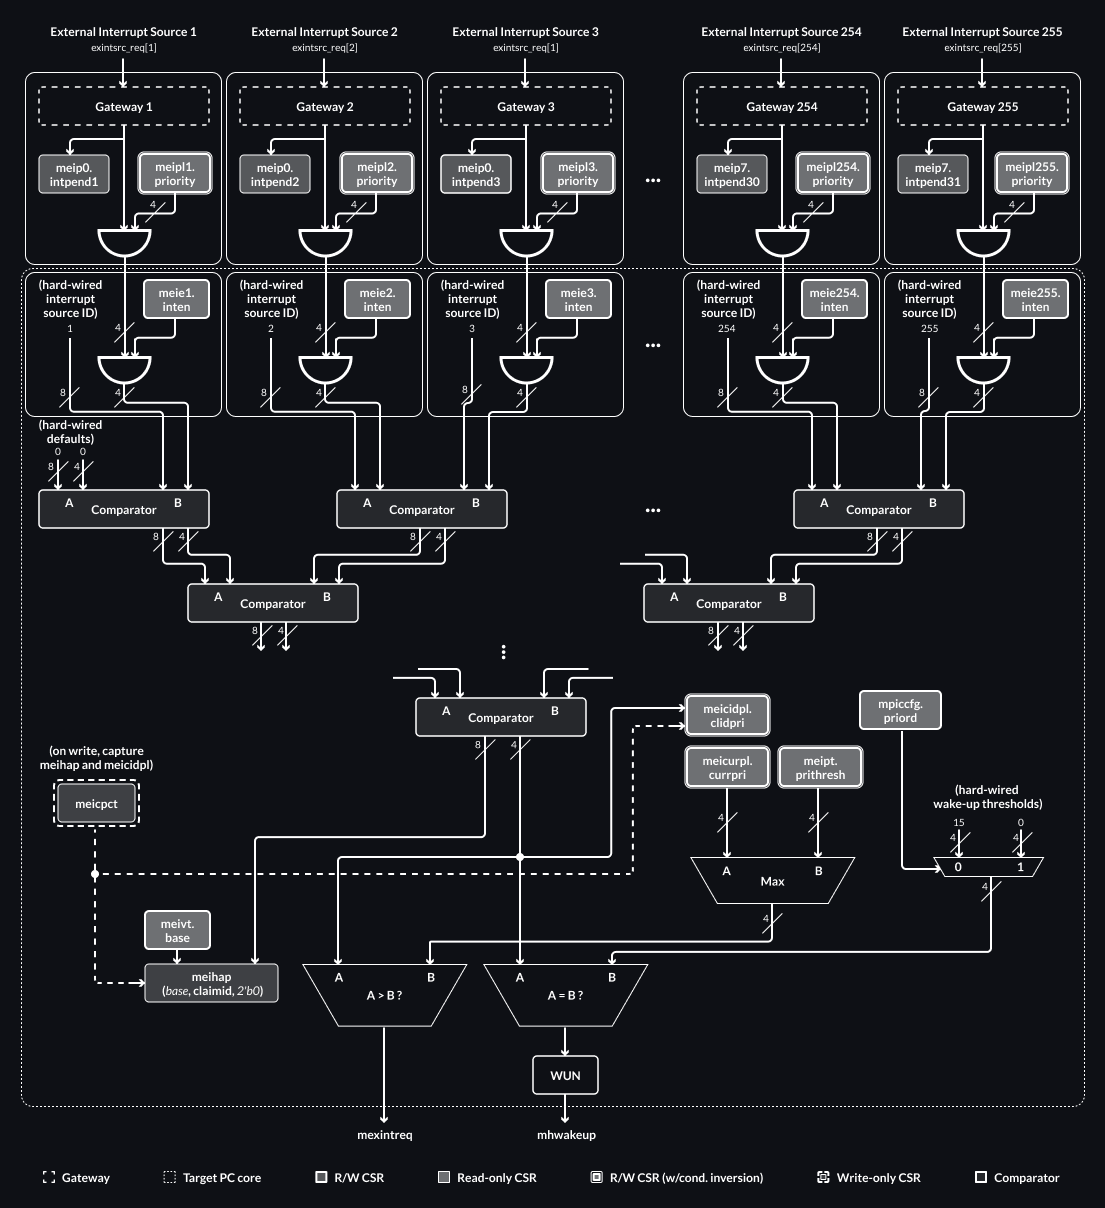 External Interrupt Source 1
exintsrc_req[1]
External Interrupt Source 2
exintsrc_req[2]
External Interrupt Source 3
exintsrc_req[1]
External Interrupt Source 254
exintsrc_req[254]
External Interrupt Source 255
exintsrc_req[255]
Gateway 1
Gateway 2
Gateway 3
Gateway 254
Gateway 255
meip0.
intpend1
meipl1.
priority
meip0.
intpend2
meipl2.
priority
meip0.
intpend3
meipl3.
priority
...
meip7.
intpend30
meipl254.
priority
meip7.
intpend31
meipl255.
priority
4
4
4
4
4
(hard-wired
interrupt
source ID)
1
meie1.
inten
(hard-wired
interrupt
source ID)
2
meie2.
inten
(hard-wired
interrupt
source ID)
3
meie3.
inten
...
(hard-wired
interrupt
source ID)
254
meie254.
inten
(hard-wired
interrupt
source ID)
255
meie255.
inten
4
4
4
4
4
8
4
8
4
8
4
8
4
8
4
(hard-wired
defaults)
0
0
8
4
A
B
Comparator
A
B
Comparator
...
A
B
Comparator
8
4
8
4
8
4
A
B
Comparator
A
B
Comparator
8
4
8
4
A
B
Comparator
8
4
meicidpl.
clidpri
mpiccfg.
priord
meicurpl.
currpri
meipt.
prithresh
(on write, capture
meihap and meicidpl)
meicpct
(hard-wired
wake-up thresholds)
15
0
4
4
0
1
4
4
4
A
B
Max
4
meivt.
base
meihap
(base, claimid, 2'b0)
A
B
A > B ?
A
B
A = B ?
WUN
mexintreq
mhwakeup
Gateway
Target PC core
R/W CSR
Read-only CSR
R/W CSR (w/cond. inversion)
Write-only CSR
Comparator